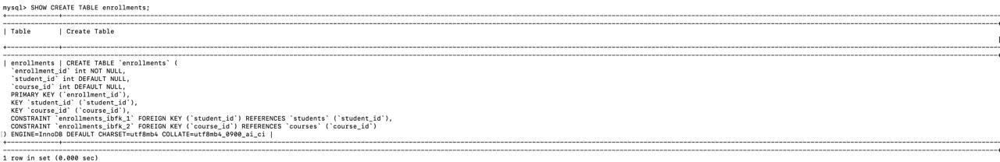 mysql> SHOW CREATE TABLE enrollments;
| Table | Create Table |
| enrollments | CREATE TABLE `enrollments` (
`enrollment_id` int NOT NULL,
`student_id` int DEFAULT NULL,
`course_id` int DEFAULT NULL,
PRIMARY KEY (`enrollment_id`),
KEY `student_id` (`student_id`),
KEY `course_id` (`course_id`),
CONSTRAINT `enrollments_ibfk_1` FOREIGN KEY (`student_id`) REFERENCES `students` (`student_id`),
CONSTRAINT `enrollments_ibfk_2` FOREIGN KEY (`course_id`) REFERENCES `courses` (`course_id`)
) ENGINE=InnoDB DEFAULT CHARSET=utf8mb4 COLLATE=utf8mb4_0900_ai_ci |
1 row in set (0.000 sec)